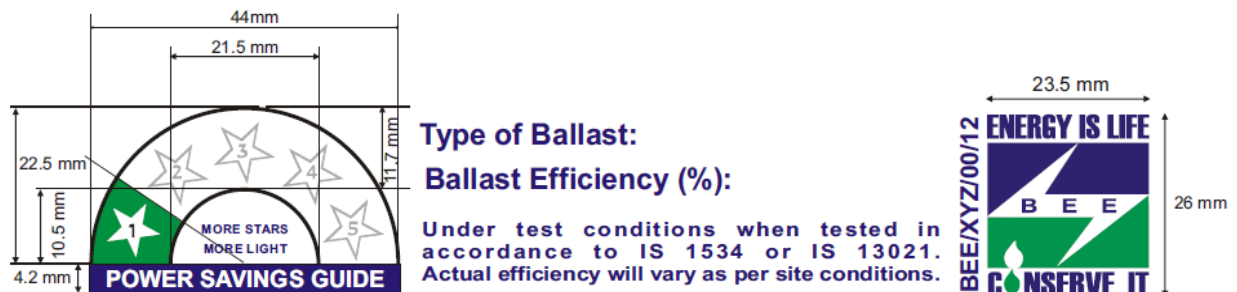 44mm
21.5 mm
22.5 mm
11.7 mm
10.5 mm
4.2 mm
1
2
3
4
5
MORE STARS
MORE LIGHT
POWER SAVINGS GUIDE
Type of Ballast:
Ballast Efficiency (%):
Under test conditions when tested in
accordance to IS 1534 or IS 13021.
Actual efficiency will vary as per site conditions.
23.5 mm
BEE/XYZ/00/12
ENERGY IS LIFE
BEE
CONSERVE IT
26 mm